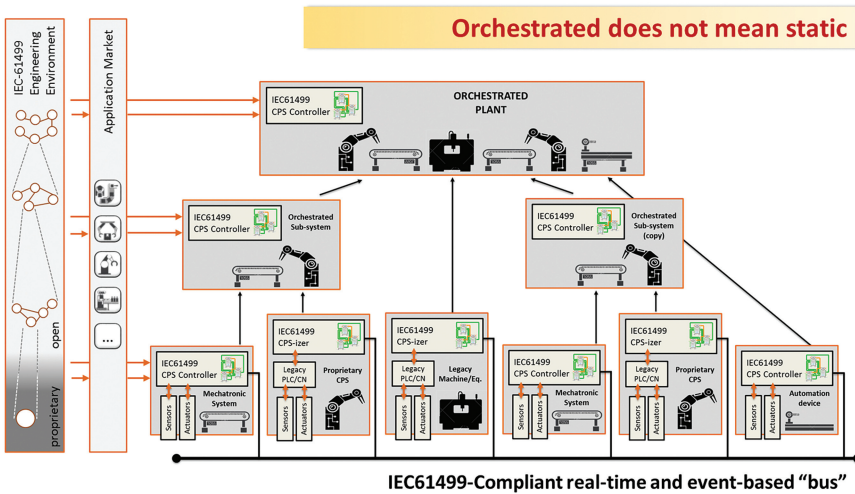 Orchestrated does not mean static
IEC-61499
Engineering
Environment
open
proprietary
Application Market
...
IEC61499
CPS Controller
ORCHESTRATED
PLANT
IEC61499
CPS Controller
Orchestrated
Sub-system
IEC61499
CPS Controller
Orchestrated
Sub-system
(copy)
IEC61499
CPS Controller
Sensors
Actuators
Mechatronic
System
IEC61499
CPS-izer
Legacy
PLC/CN
Sensors
Actuators
Proprietary
CPS
IEC61499
CPS-izer
Legacy
PLC/CN
Sensors
Actuators
Legacy
Machine/Eq.
IEC61499
CPS Controller
Sensors
Actuators
Mechatronic
System
IEC61499
CPS-izer
Legacy
PLC/CN
Sensors
Actuators
Proprietary
CPS
IEC61499
CPS Controller
Sensors
Actuators
Automation
device
IEC61499-Compliant real-time and event-based “bus”